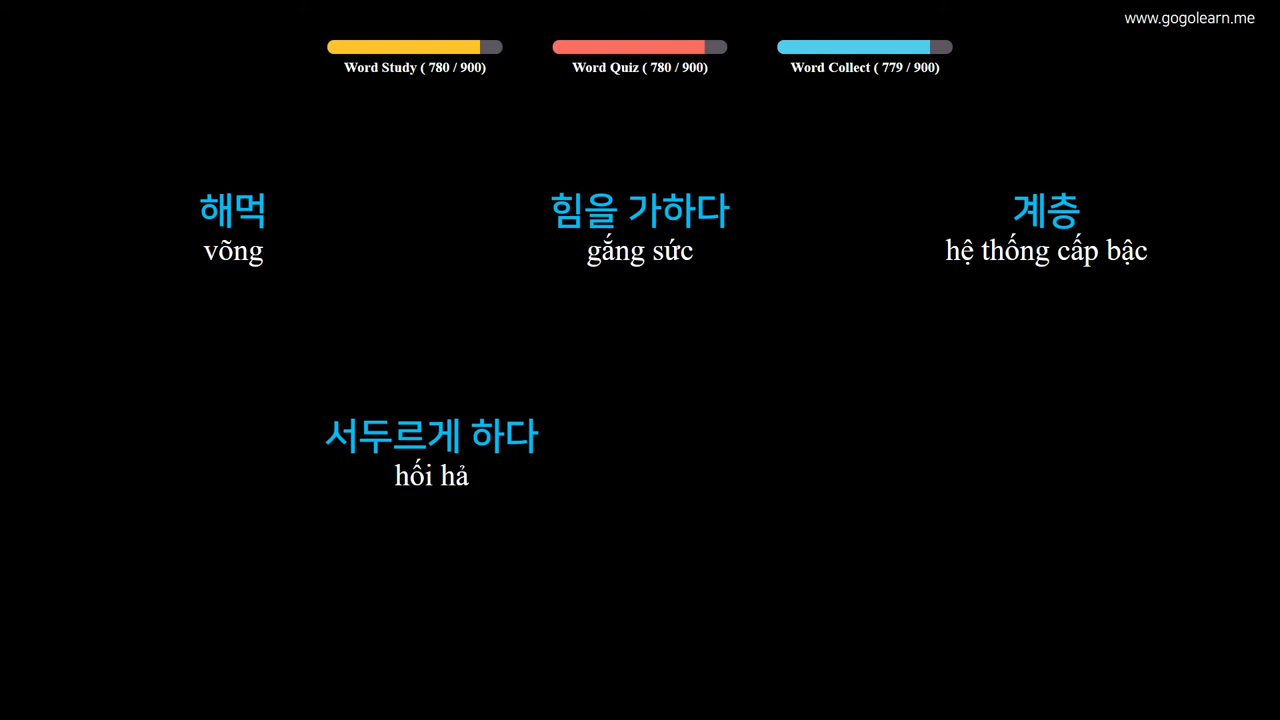 www.gogolearn.me
Word Study ( 780 / 900)
Word Quiz ( 780 / 900)
Word Collect ( 779 / 900)
해먹
võng
힘을 가하다
gắng sức
계층
hệ thống cấp bậc
서두르게 하다
hối hả